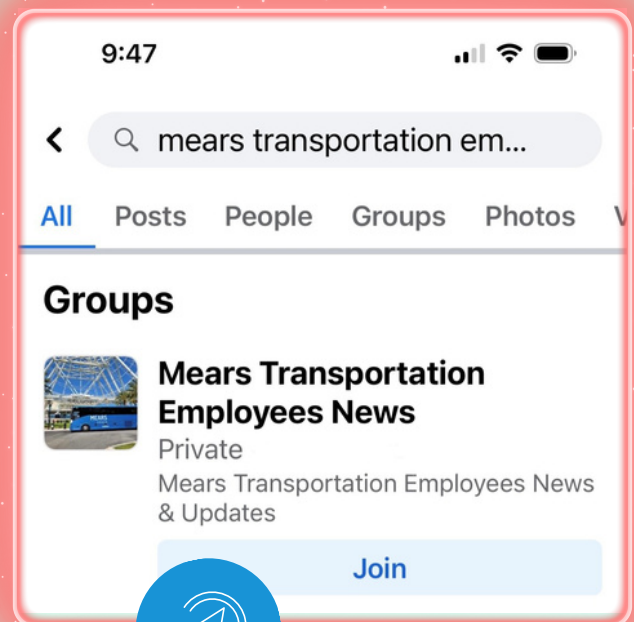 9:47
mears transportation em...
All Posts People Groups Photos V
Groups
Mears Transportation
Employees News
Private
Mears Transportation Employees News
& Updates
Join
MEARS